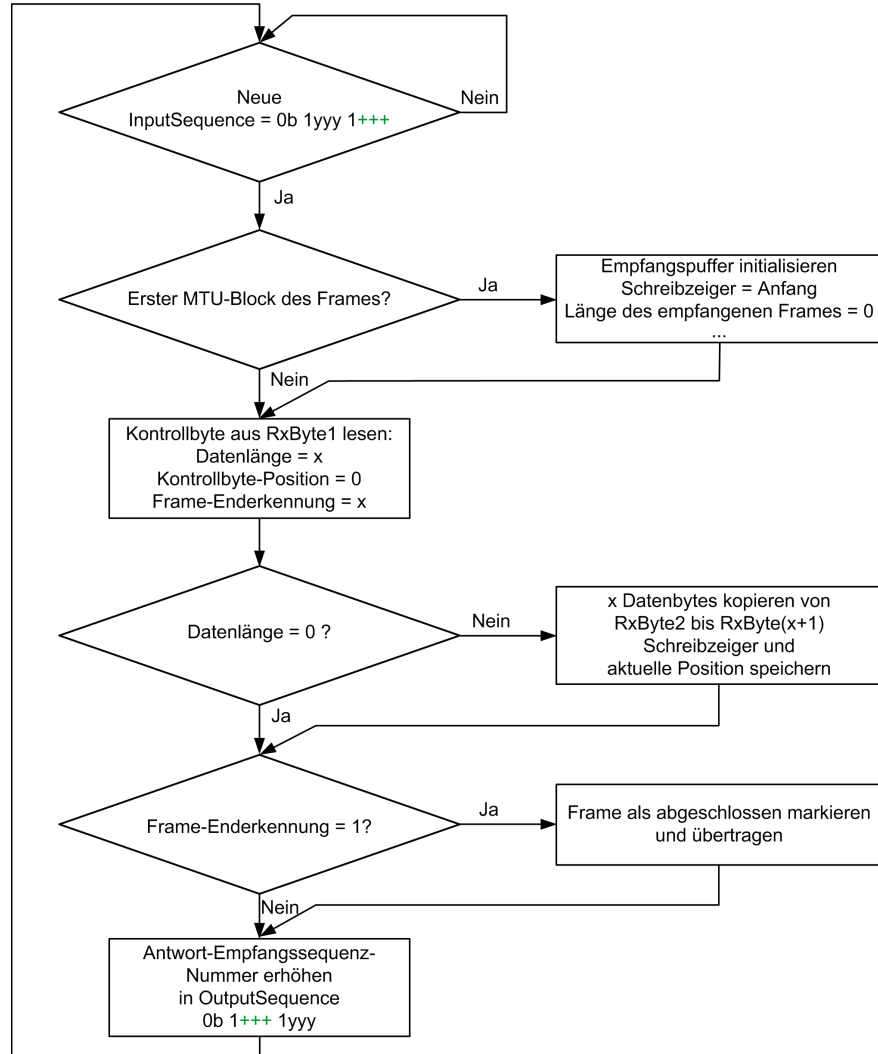 Neue
InputSequence = 0b 1yyy 1+++
Nein
Ja
Erster MTU-Block des Frames?
Ja
Empfangspuffer initialisieren
Schreibzeiger = Anfang
Länge des empfangenen Frames = 0
...
Nein
Kontrollbyte aus RxByte1 lesen:
Datenlänge = x
Kontrollbyte-Position = 0
Frame-Enderkennung = x
Datenlänge = 0 ?
Nein
x Datenbytes kopieren von
RxByte2 bis RxByte(x+1)
Schreibzeiger und
aktuelle Position speichern
Ja
Frame-Enderkennung = 1?
Ja
Frame als abgeschlossen markieren
und übertragen
Nein
Antwort-Empfangssequenz-
Nummer erhöhen
in OutputSequence
0b 1+++ 1yyy